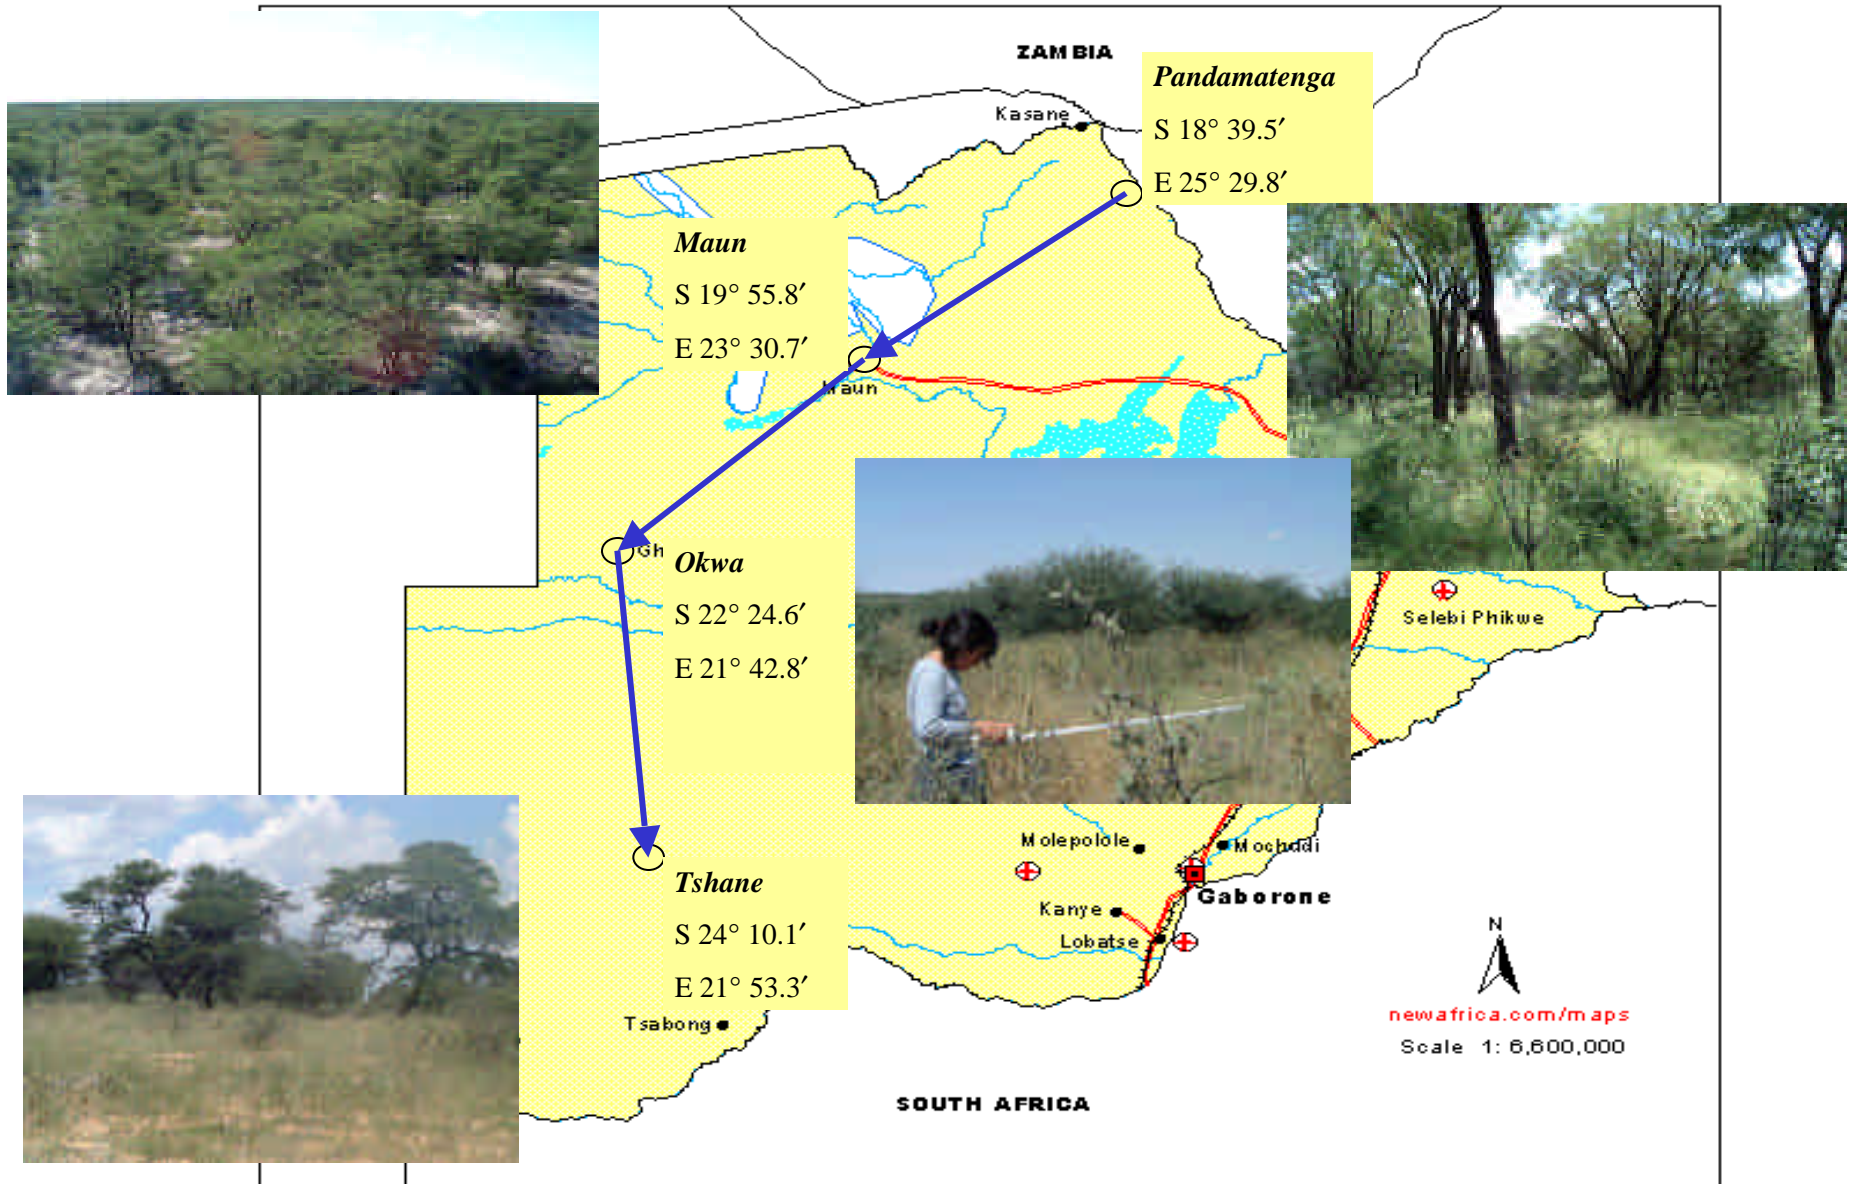 ZAMBIA
Pandamatenga
S 18° 39.5′
E 25° 29.8′
Kasane
Maun
S 19° 55.8′
E 23° 30.7′
Gh
Okwa
S 22° 24.6′
E 21° 42.8′
Selebi Phikwe
Molepolole
Mochudi
Tshane
S 24° 10.1′
E 21° 53.3′
Gaborone
Kanye
Lobatse
N
newafrica.com/maps
Scale 1: 6,600,000
Tsabong
SOUTH AFRICA